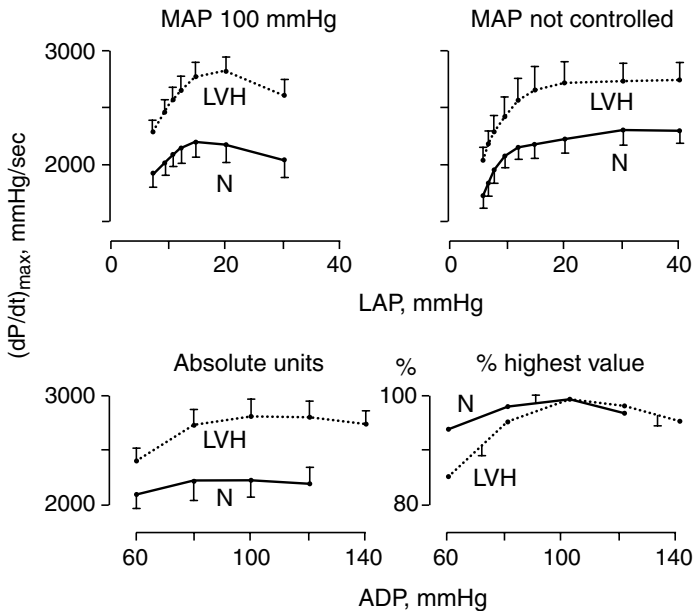 MAP 100 mmHg
MAP not controlled
3000
2000
LVH
N
LVH
N
0
20
40
0
10
20
30
40
LAP, mmHg
(dP/dt)max, mmHg/sec
Absolute units
% % highest value
3000
2000
LVH
N
100
80
N
LVH
60
100
140
60
100
140
ADP, mmHg